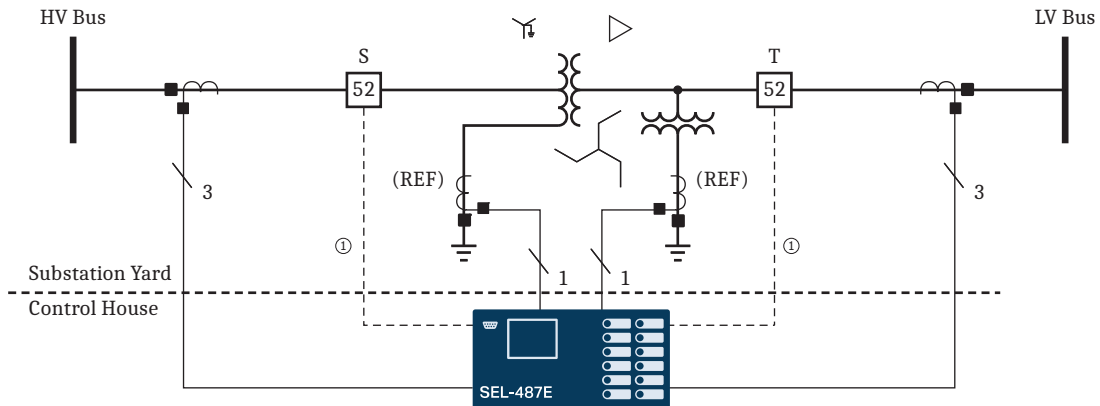 HV Bus
LV Bus
S
T
52
52
(REF)
(REF)
3
3
①
①
1
1
Substation Yard
Control House
SEL-487E